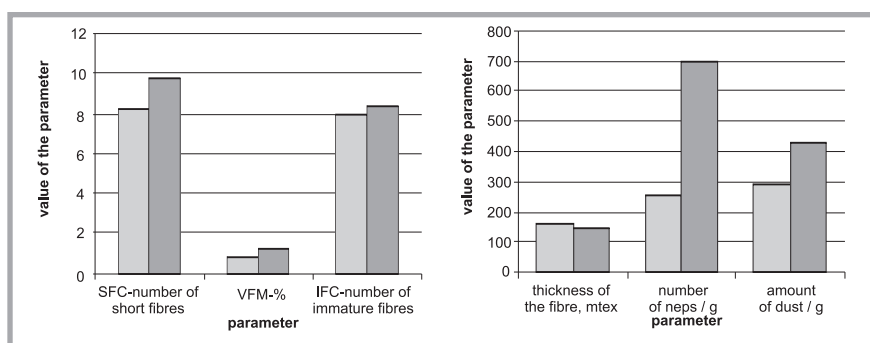 12
10
8
6
4
2
0
value of the parameter
SFC-number of
short fibres
VFM-%
IFC-number of
immature fibres
parameter
800
700
600
500
400
300
200
100
0
value of the parameter
thickness of
the fibre, mtex
number
of neps / g
amount
of dust / g
parameter